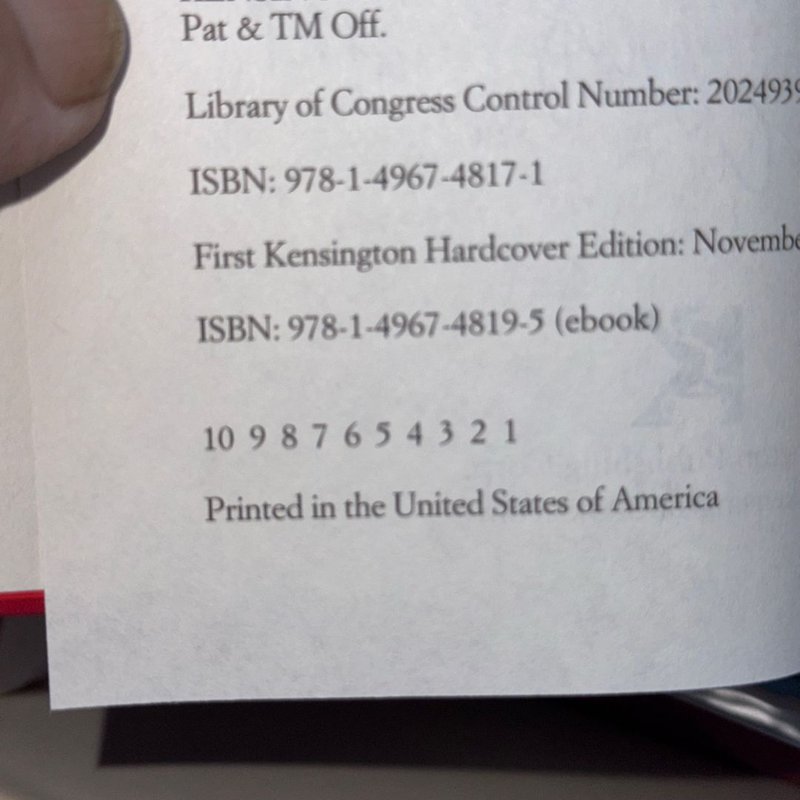 Pat & TM Off.
Library of Congress Control Number: 202493
ISBN: 978-1-4967-4817-1
First Kensington Hardcover Edition: Novembe
ISBN: 978-1-4967-4819-5 (ebook)
10 9 8 7 6 5 4 3 2 1
Printed in the United States of America